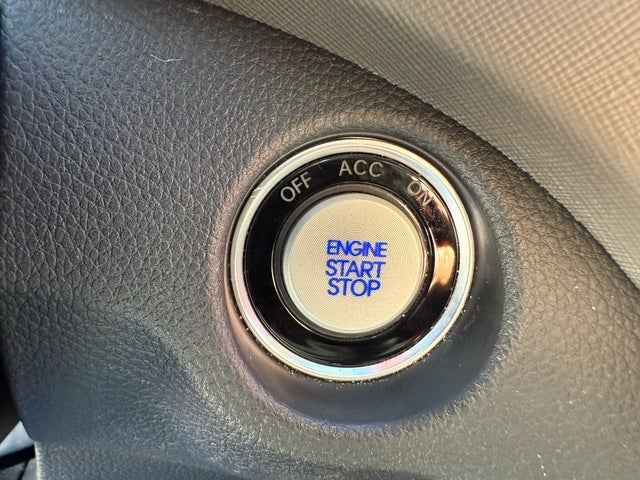 OFF ACC ON
ENGINE
START
STOP